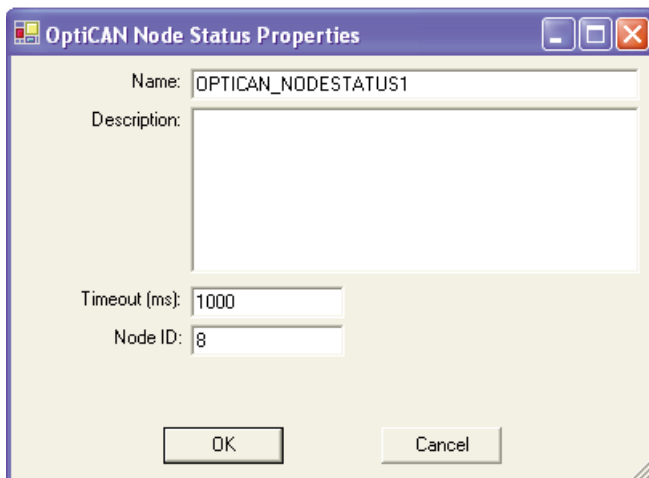 OptiCAN Node Status Properties
Name: OPTICAN_NODESTATUS1
Description:
Timeout (ms): 1000
Node ID: 8
OK Cancel